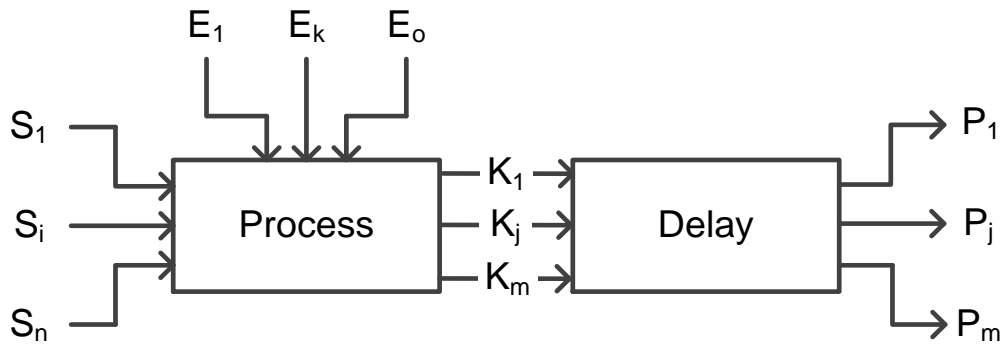 E₁ Eₖ Eₒ
S₁
P₁
K₁
Sᵢ
Process
Kⱼ
Delay
Pⱼ
Kₘ
Sₙ
Pₘ